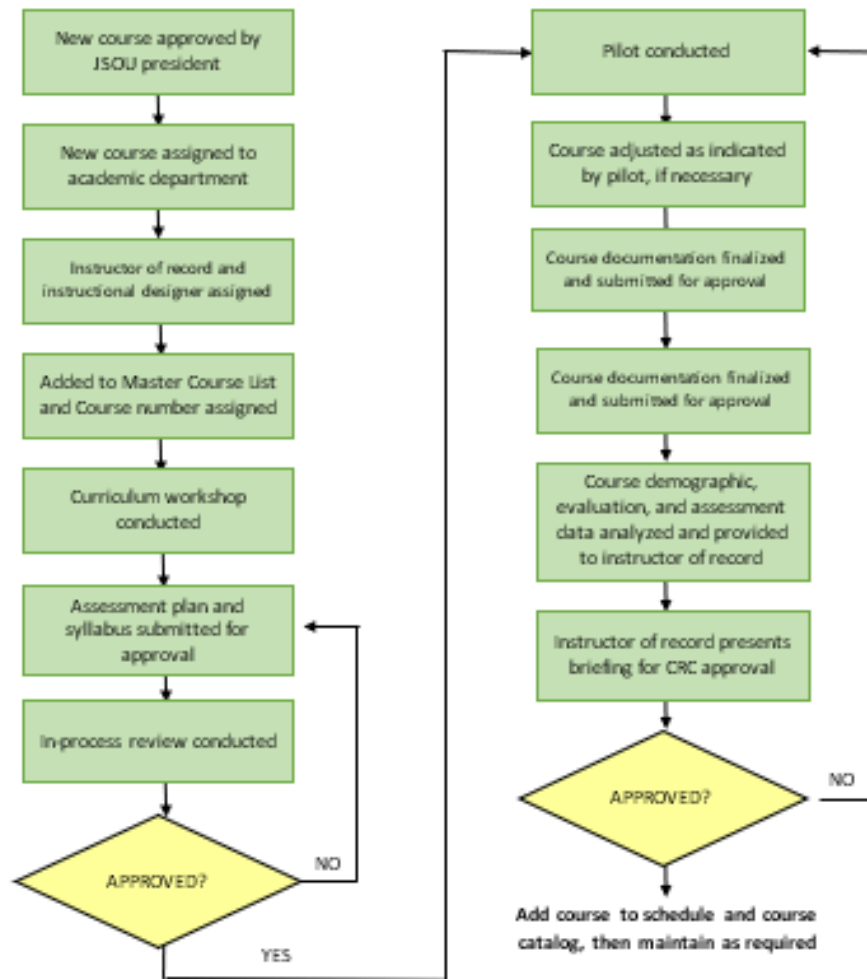 New course approved by
JSOU president
New course assigned to
academic department
Instructor of record and
instructional designer assigned
Added to Master Course List
and Course number assigned
Curriculum workshop
conducted
Assessment plan and
syllabus submitted for
approval
In-process review conducted
APPROVED?
NO
YES
Pilot conducted
Course adjusted as indicated
by pilot, if necessary
Course documentation finalized
and submitted for approval
Course documentation finalized
and submitted for approval
Course demographic,
evaluation, and assessment
data analyzed and provided
to instructor of record
Instructor of record presents
briefing for CRC approval
APPROVED?
NO
Add course to schedule and course
catalog, then maintain as required